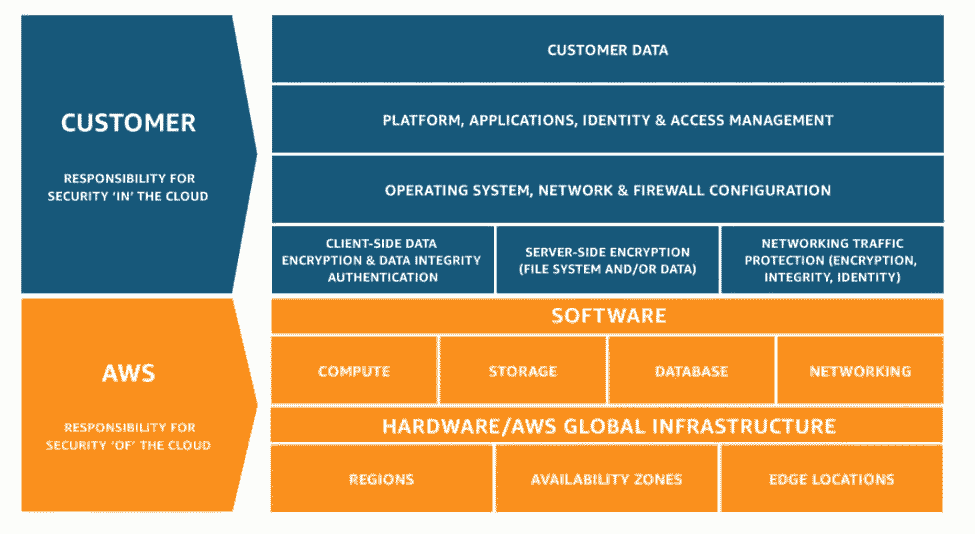 CUSTOMER
RESPONSIBILITY FOR
SECURITY ‘IN’ THE CLOUD
CUSTOMER DATA
PLATFORM, APPLICATIONS, IDENTITY & ACCESS MANAGEMENT
OPERATING SYSTEM, NETWORK & FIREWALL CONFIGURATION
CLIENT-SIDE DATA
ENCRYPTION & DATA INTEGRITY
AUTHENTICATION
SERVER-SIDE ENCRYPTION
(FILE SYSTEM AND/OR DATA)
NETWORKING TRAFFIC
PROTECTION (ENCRYPTION,
INTEGRITY, IDENTITY)
AWS
RESPONSIBILITY FOR
SECURITY ‘OF’ THE CLOUD
SOFTWARE
COMPUTE
STORAGE
DATABASE
NETWORKING
HARDWARE/AWS GLOBAL INFRASTRUCTURE
REGIONS
AVAILABILITY ZONES
EDGE LOCATIONS